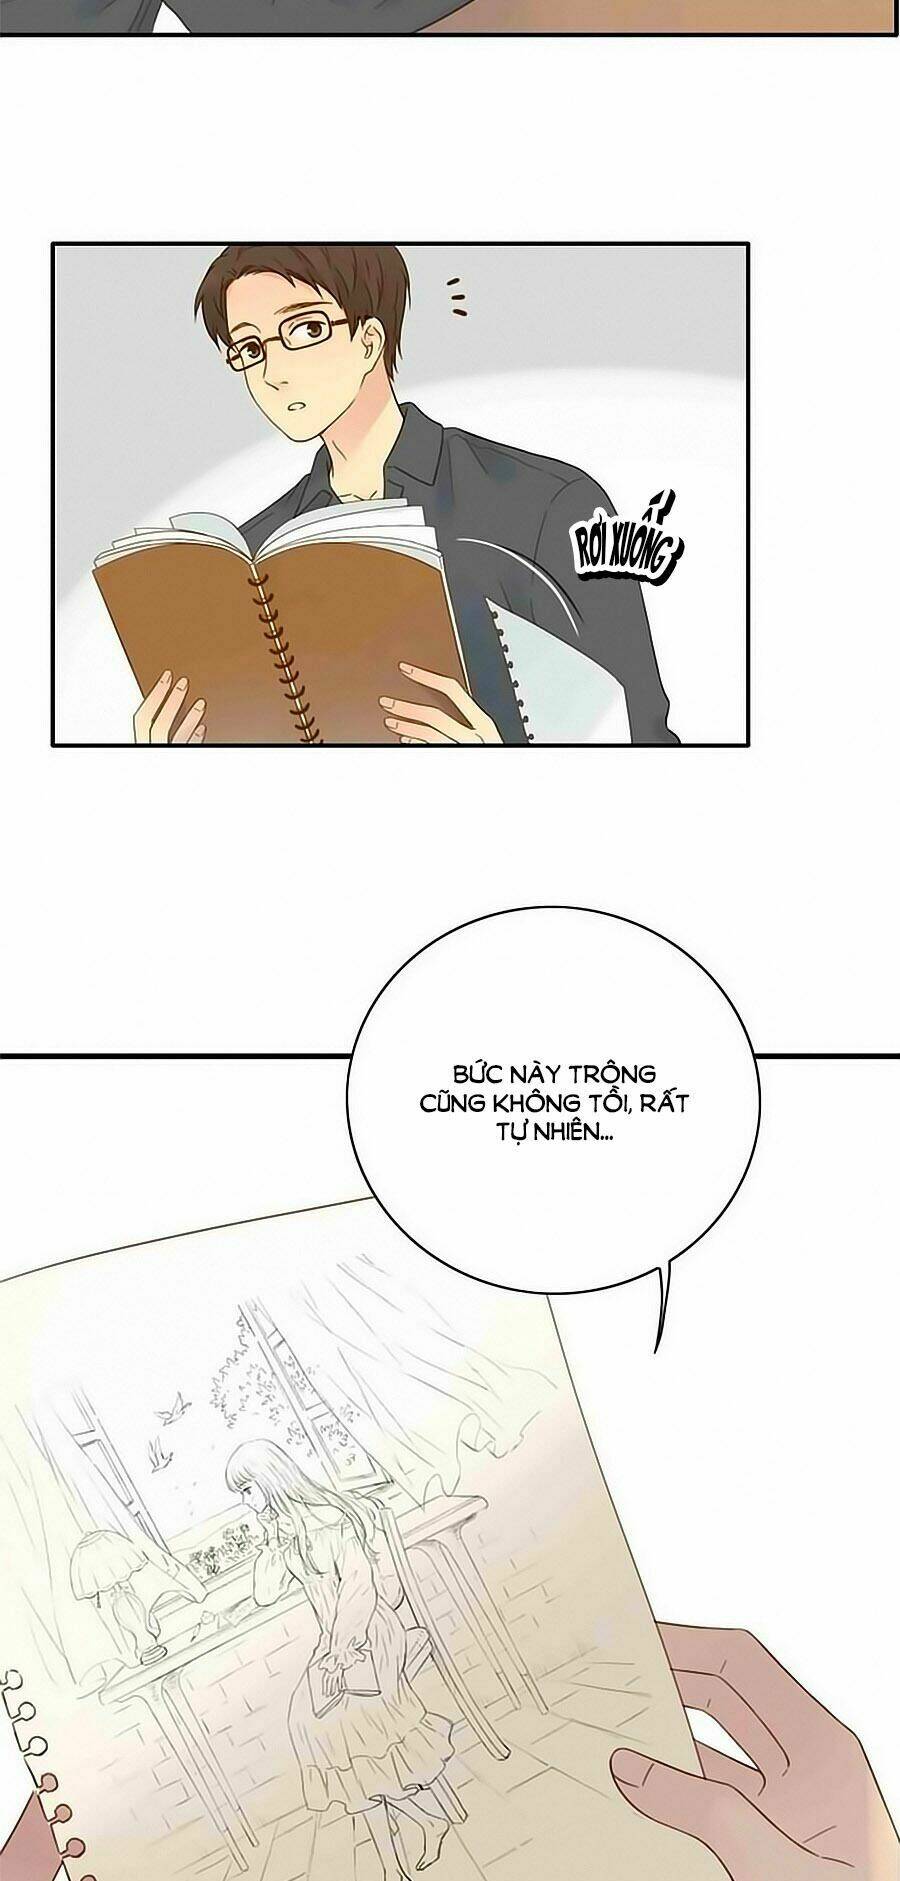 RƠI XUỐNG
BỨC NÀY TRÔNG
CŨNG KHÔNG TỒI, RẤT
TỰ NHIÊN...